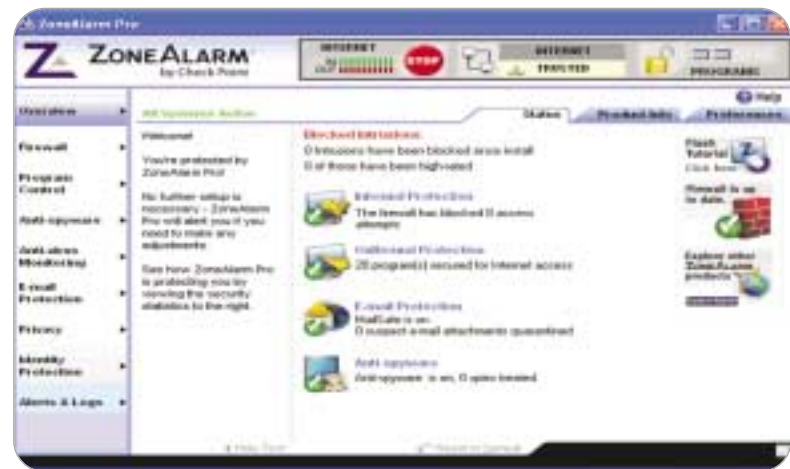 ZoneAlarm Pro
ZONEALARM
by Check Point
INTERNET
IN
OUT
STOP
INTERNET
TRUSTED
PROGRAMS
Help
Overview
Status
Product Info
Preferences
Firewall
Program
Control
Anti-spyware
Anti-virus
Monitoring
E-mail
Protection
Privacy
Identity
Protection
Alerts & Logs
All Systems Active
Welcome!
You're protected by
ZoneAlarm Pro!
No further setup is
necessary - ZoneAlarm
Pro will alert you if you
need to make any
adjustments.
See how ZoneAlarm Pro
is protecting you by
viewing the security
statistics to the right.
Blocked Intrusions
0 Intrusions have been blocked since install
0 of those have been high-rated
Inbound Protection
The firewall has blocked 0 access
attempts
Outbound Protection
20 program(s) secured for Internet access
E-mail Protection
MailSafe is on
0 suspect e-mail attachments quarantined
Anti-spyware
Anti-spyware is on, 0 spies treated.
Flash
Tutorial
Click here
Firewall is up
to date.
Explore other
ZoneAlarm
products
Hide Text
Reset to Default